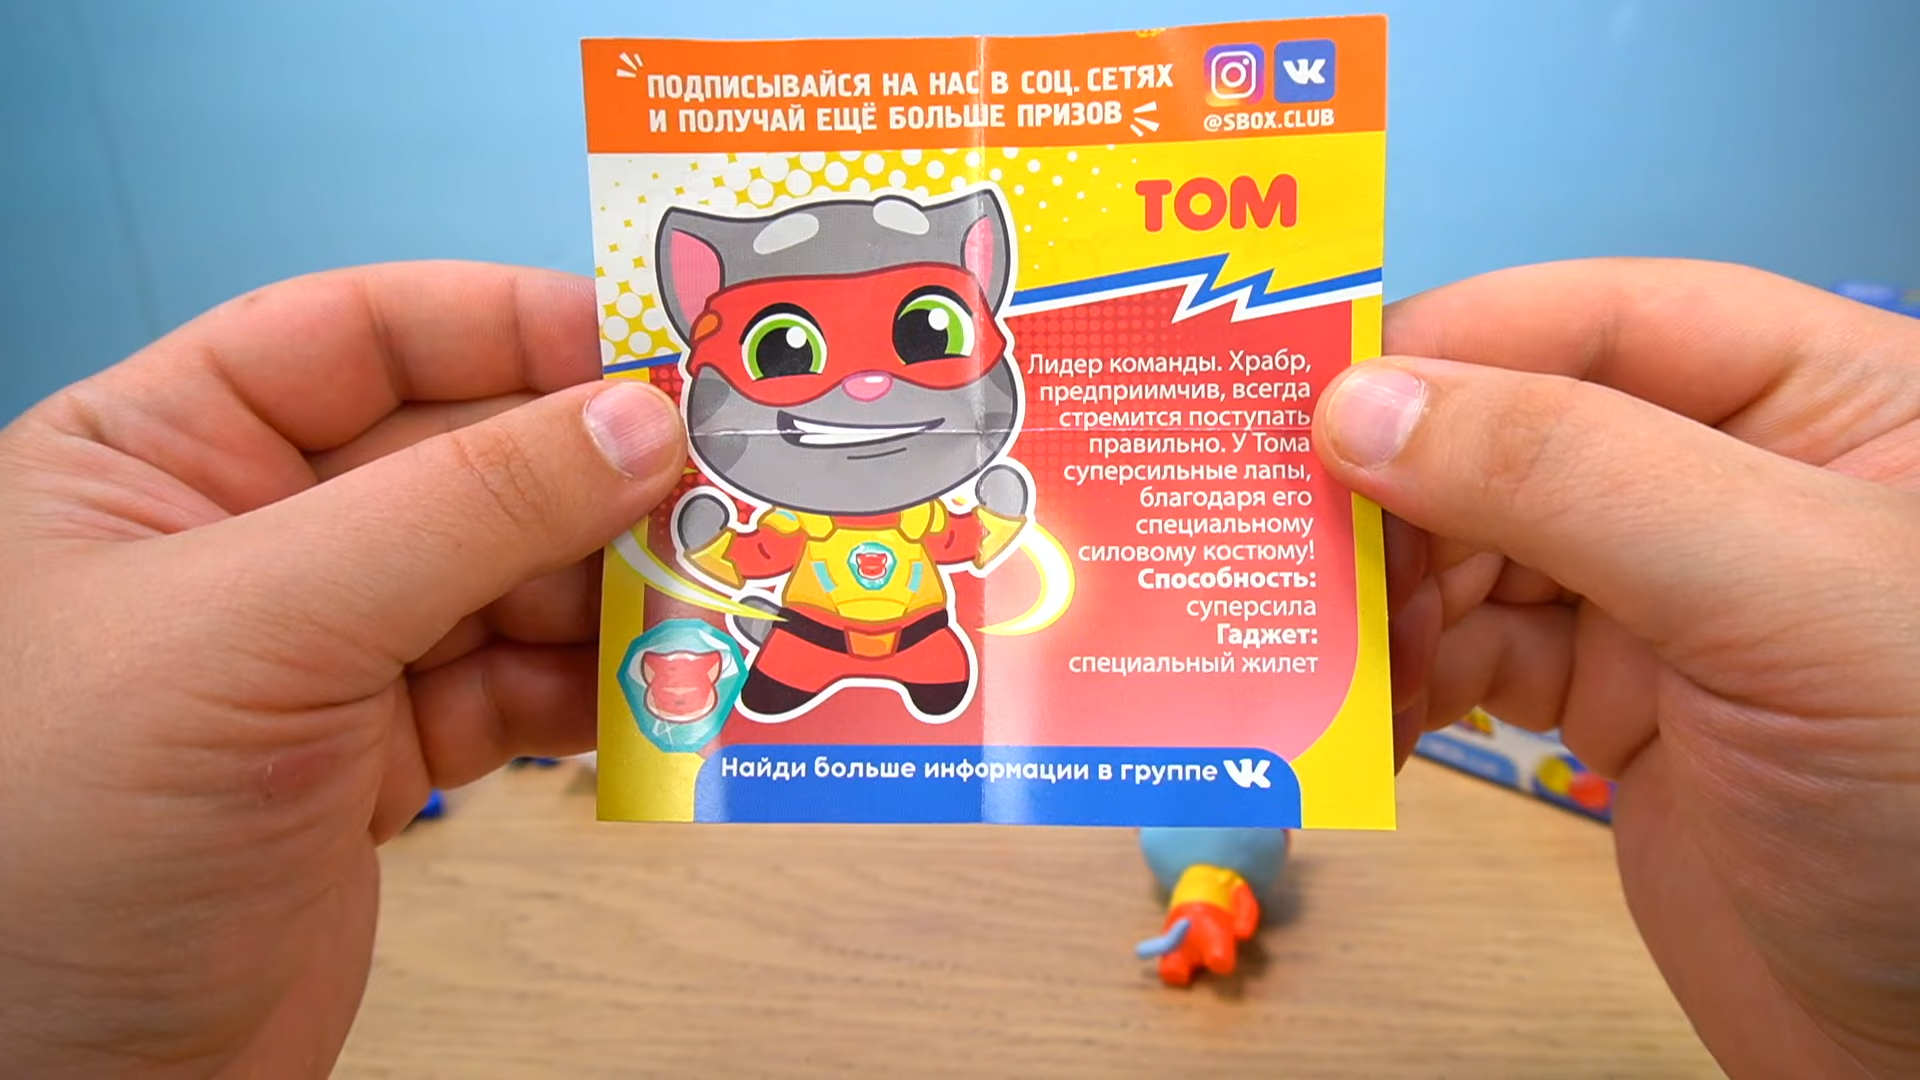 ПОДПИСЫВАЙСЯ НА НАС В СОЦ. СЕТЯХ
И ПОЛУЧАЙ ЕЩЁ БОЛЬШЕ ПРИЗОВ
@SBOX.CLUB
ТОМ
Лидер команды. Храбр,
предприимчив, всегда
стремится поступать
правильно. У Тома
суперсильные лапы,
благодаря его
специальному
силовому костюму!
Способность:
суперсила
Гаджет:
специальный жилет
Найди больше информации в группе